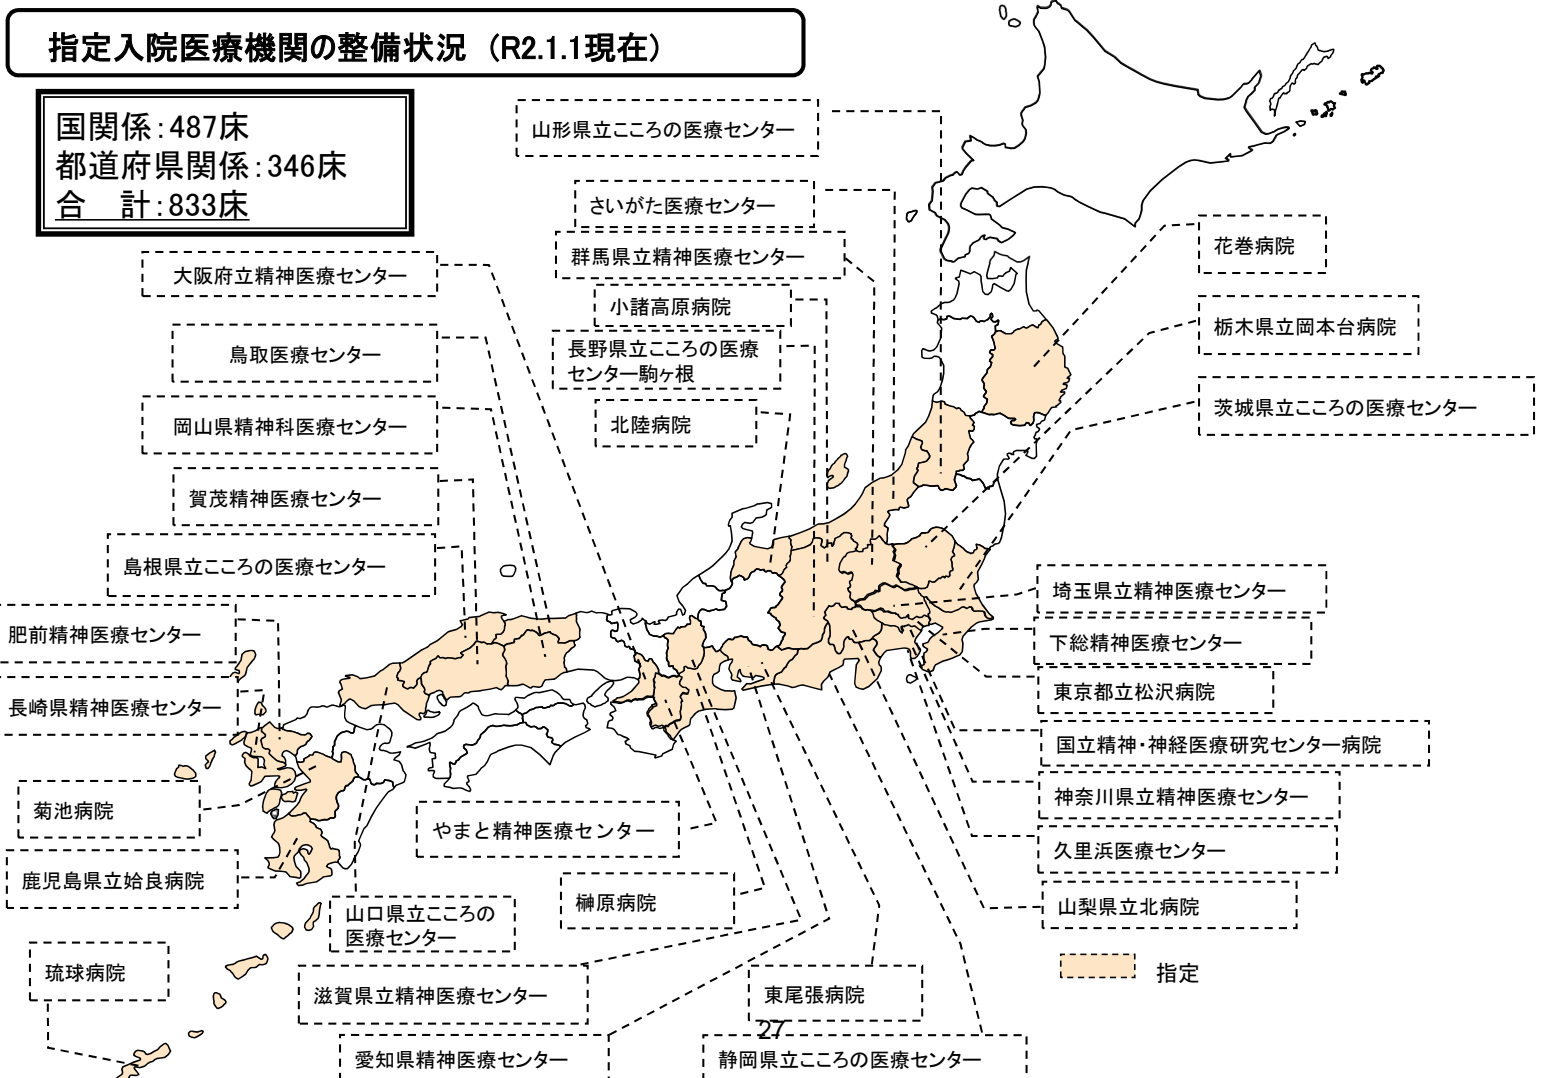 指定入院医療機関の整備状況 （R2.1.1現在）
国関係：487床
都道府県関係：346床
合　計：833床
山形県立こころの医療センター
さいがた医療センター
群馬県立精神医療センター
小諸高原病院
長野県立こころの医療
センター駒ヶ根
北陸病院
大阪府立精神医療センター
鳥取医療センター
岡山県精神科医療センター
賀茂精神医療センター
島根県立こころの医療センター
肥前精神医療センター
長崎県精神医療センター
菊池病院
鹿児島県立姶良病院
琉球病院
花巻病院
栃木県立岡本台病院
茨城県立こころの医療センター
埼玉県立精神医療センター
下総精神医療センター
東京都立松沢病院
国立精神・神経医療研究センター病院
神奈川県立精神医療センター
久里浜医療センター
山梨県立北病院
指定
やまと精神医療センター
榊原病院
山口県立こころの
医療センター
滋賀県立精神医療センター
東尾張病院
愛知県精神医療センター
静岡県立こころの医療センター
27